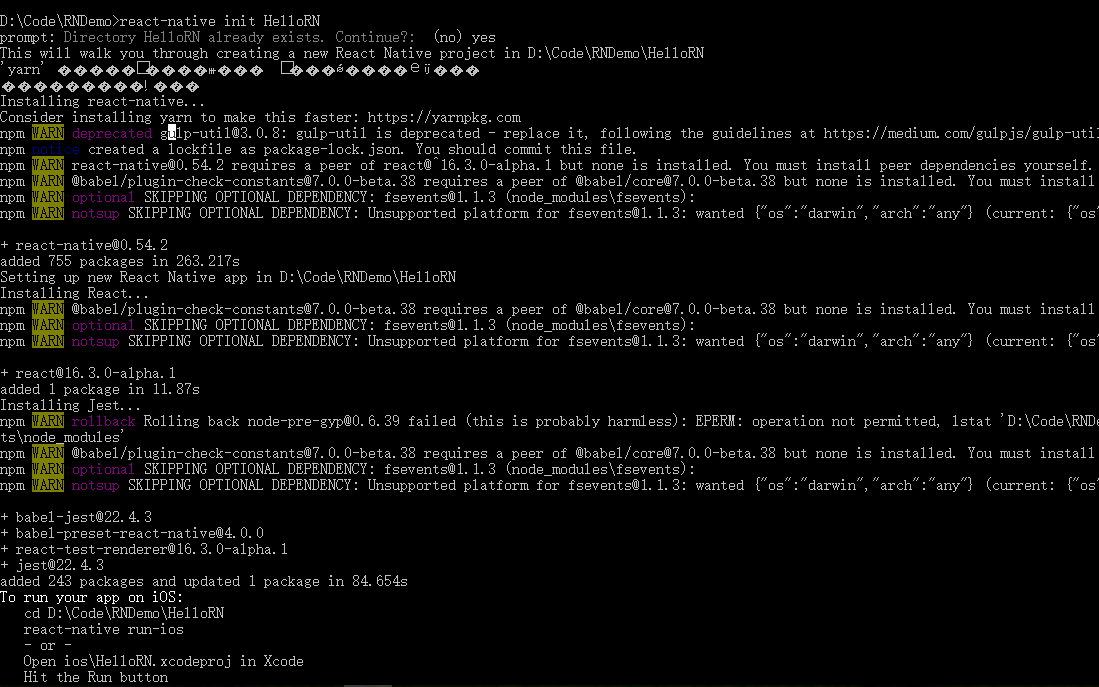 D:\Code\RNDemo>react-native init HelloRN
prompt: Directory HelloRN already exists. Continue?:  (no) yes
This will walk you through creating a new React Native project in D:\Code\RNDemo\HelloRN
'yarn'
Installing react-native...
Consider installing yarn to make this faster: https://yarnpkg.com
npm WARN deprecated gulp-util@3.0.8: gulp-util is deprecated - replace it, following the guidelines at https://medium.com/gulpjs/gulp-util
npm notice created a lockfile as package-lock.json. You should commit this file.
npm WARN react-native@0.54.2 requires a peer of react@^16.3.0-alpha.1 but none is installed. You must install peer dependencies yourself.
npm WARN @babel/plugin-check-constants@7.0.0-beta.38 requires a peer of @babel/core@7.0.0-beta.38 but none is installed. You must install
npm WARN optional SKIPPING OPTIONAL DEPENDENCY: fsevents@1.1.3 (node_modules\fsevents):
npm WARN notsup SKIPPING OPTIONAL DEPENDENCY: Unsupported platform for fsevents@1.1.3: wanted {"os":"darwin","arch":"any"} (current: {"os"
+ react-native@0.54.2
added 755 packages in 263.217s
Setting up new React Native app in D:\Code\RNDemo\HelloRN
Installing React...
npm WARN @babel/plugin-check-constants@7.0.0-beta.38 requires a peer of @babel/core@7.0.0-beta.38 but none is installed. You must install
npm WARN optional SKIPPING OPTIONAL DEPENDENCY: fsevents@1.1.3 (node_modules\fsevents):
npm WARN notsup SKIPPING OPTIONAL DEPENDENCY: Unsupported platform for fsevents@1.1.3: wanted {"os":"darwin","arch":"any"} (current: {"os"
+ react@16.3.0-alpha.1
added 1 package in 11.87s
Installing Jest...
npm WARN rollback Rolling back node-pre-gyp@0.6.39 failed (this is probably harmless): EPERM: operation not permitted, lstat 'D:\Code\RNDe
ts\node_modules'
npm WARN @babel/plugin-check-constants@7.0.0-beta.38 requires a peer of @babel/core@7.0.0-beta.38 but none is installed. You must install
npm WARN optional SKIPPING OPTIONAL DEPENDENCY: fsevents@1.1.3 (node_modules\fsevents):
npm WARN notsup SKIPPING OPTIONAL DEPENDENCY: Unsupported platform for fsevents@1.1.3: wanted {"os":"darwin","arch":"any"} (current: {"os"
+ babel-jest@22.4.3
+ babel-preset-react-native@4.0.0
+ react-test-renderer@16.3.0-alpha.1
+ jest@22.4.3
added 243 packages and updated 1 package in 84.654s
To run your app on iOS:
cd D:\Code\RNDemo\HelloRN
react-native run-ios
- or -
Open ios\HelloRN.xcodeproj in Xcode
Hit the Run button